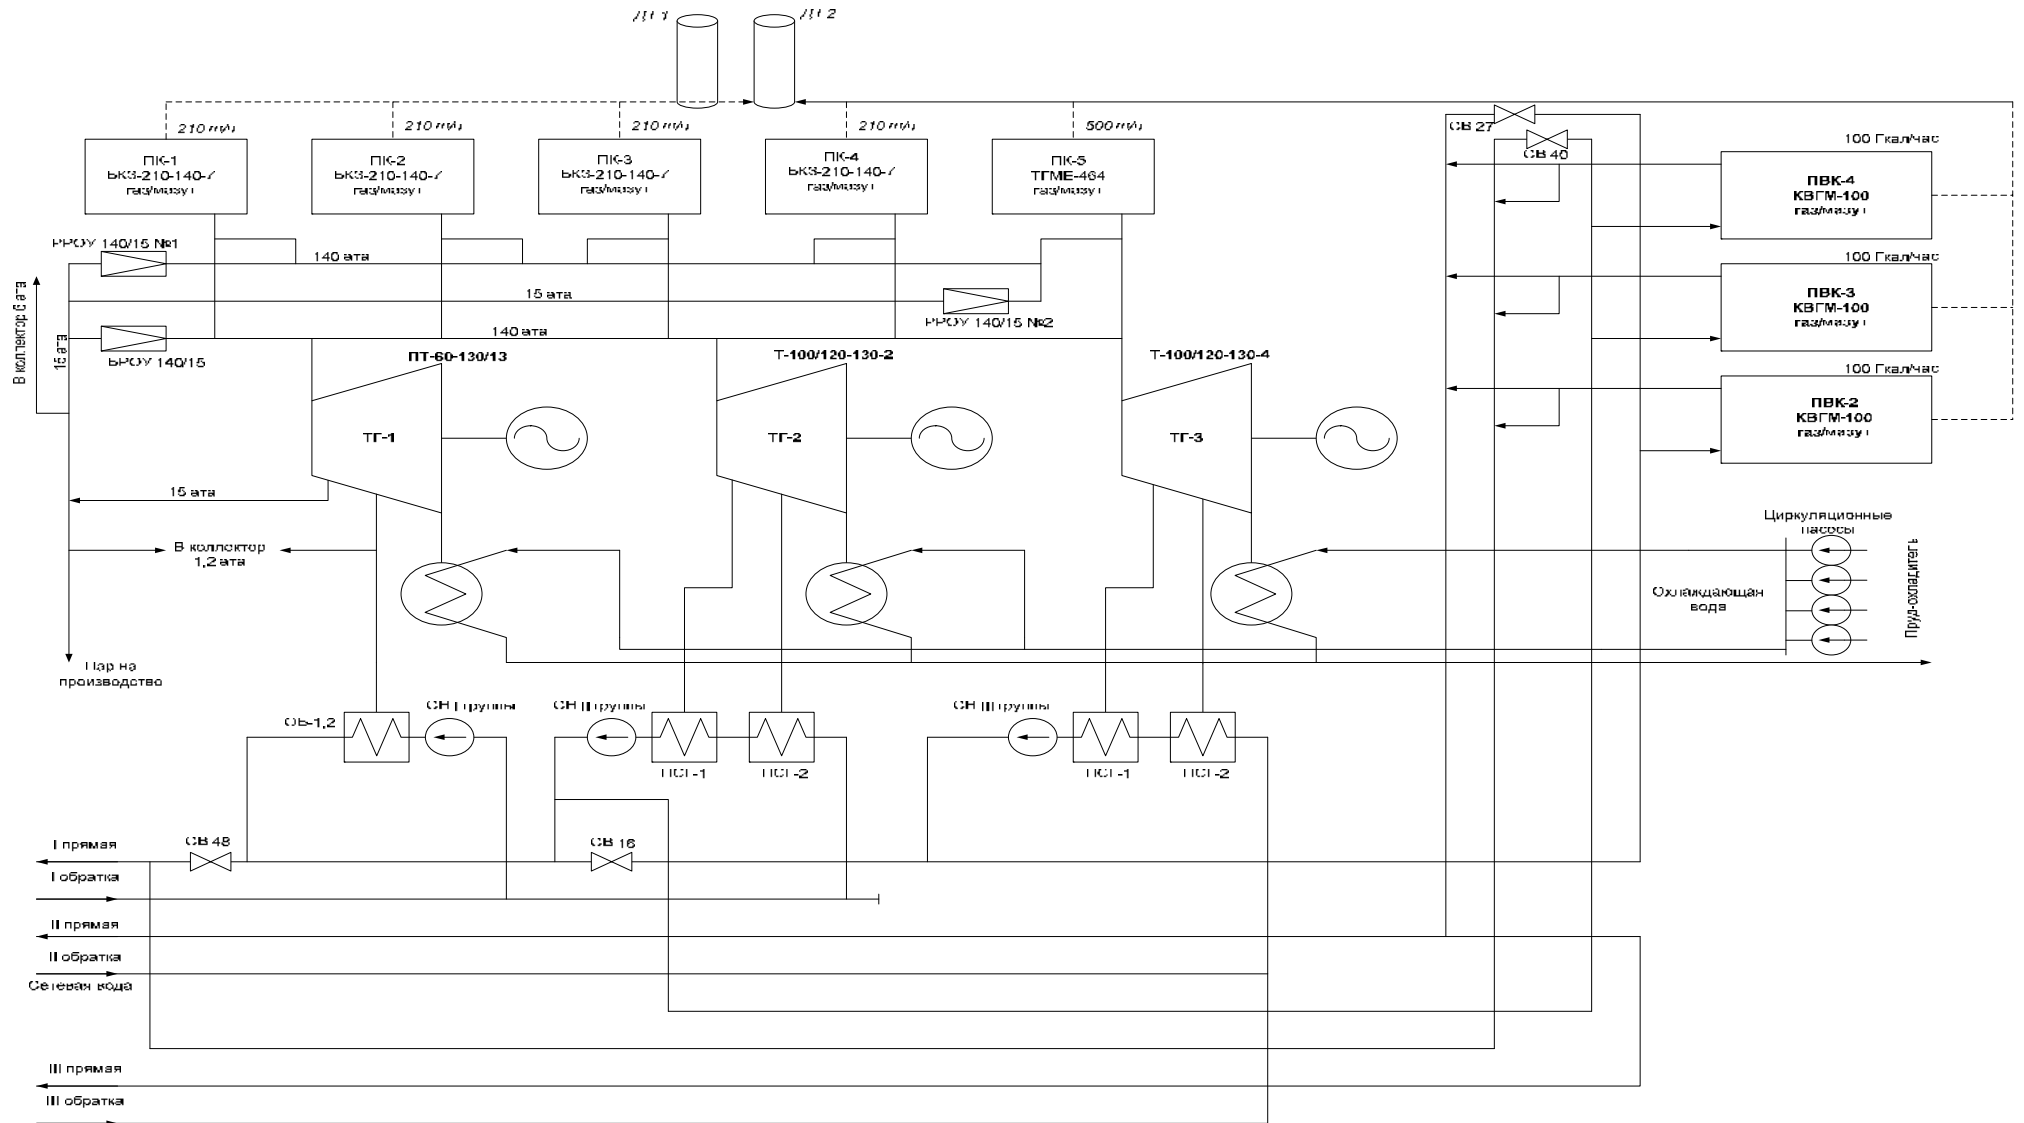 ДТ 1
ДТ 2
210 т/ч
210 т/ч
210 т/ч
210 т/ч
500 т/ч
ПК-1
БКЗ-210-140-7
газ/мазут
ПК-2
БКЗ-210-140-7
газ/мазут
ПК-3
БКЗ-210-140-7
газ/мазут
ПК-4
БКЗ-210-140-7
газ/мазут
ПК-5
ТГМЕ-464
газ/мазут
СВ 27
СВ 40
100 Гкал/час
ПВК-4
КВГМ-100
газ/мазут
100 Гкал/час
ПВК-3
КВГМ-100
газ/мазут
100 Гкал/час
ПВК-2
КВГМ-100
газ/мазут
РРОУ 140/15 №1
140 ата
15 ата
РРОУ 140/15 №2
140 ата
БРОУ 140/15
В коллектор 6 ата
15 ата
ПТ-60-130/13
Т-100/120-130-2
Т-100/120-130-4
ТГ-1
ТГ-2
ТГ-3
15 ата
В коллектор
1,2 ата
Пар на
производство
Циркуляционные
насосы
Охлаждающая
вода
Пруд-охладитель
ОБ-1,2
СН I группы
СН II группы
ПСГ-1
ПСГ-2
СН III группы
ПСГ-1
ПСГ-2
СВ 48
СВ 16
I прямая
I обратка
II прямая
II обратка
Сетевая вода
III прямая
III обратка